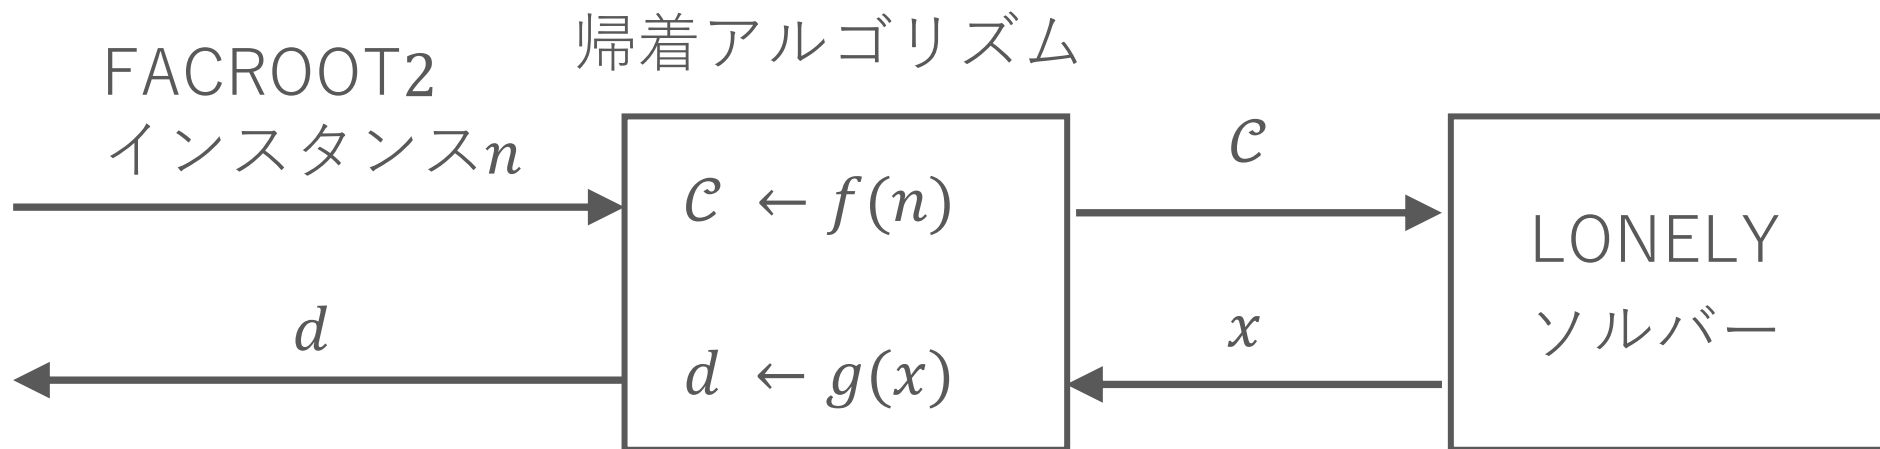 帰着アルゴリズム
FACROOT2
インスタンスn
𝒞
𝒞 ← f(n)
LONELY
ソルバー
d
x
d ← g(x)